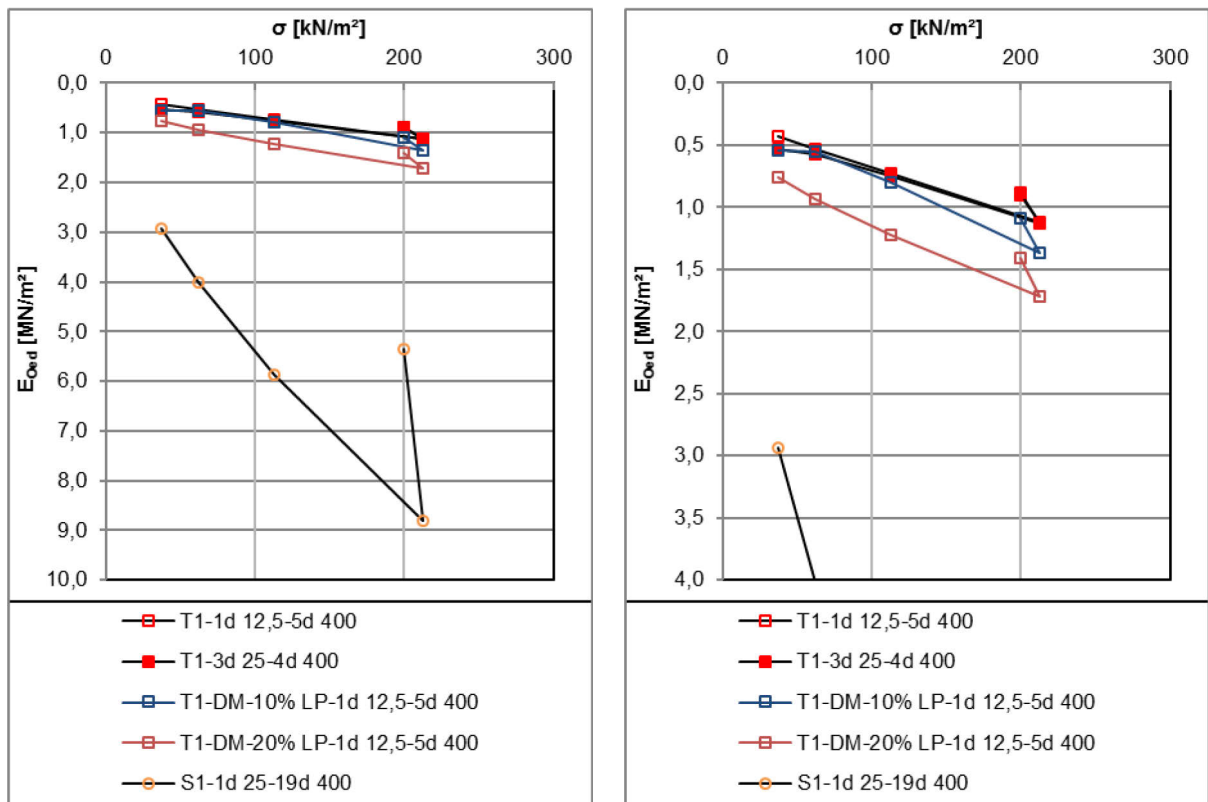 σ [kN/m²]
0 100 200 300
0,0
1,0
2,0
3,0
4,0
5,0
6,0
7,0
8,0
9,0
10,0
E_Oed [MN/m²]
T1-1d 12,5-5d 400
T1-3d 25-4d 400
T1-DM-10% LP-1d 12,5-5d 400
T1-DM-20% LP-1d 12,5-5d 400
S1-1d 25-19d 400
σ [kN/m²]
0 100 200 300
0,0
0,5
1,0
1,5
2,0
2,5
3,0
3,5
4,0
E_Oed [MN/m²]
T1-1d 12,5-5d 400
T1-3d 25-4d 400
T1-DM-10% LP-1d 12,5-5d 400
T1-DM-20% LP-1d 12,5-5d 400
S1-1d 25-19d 400